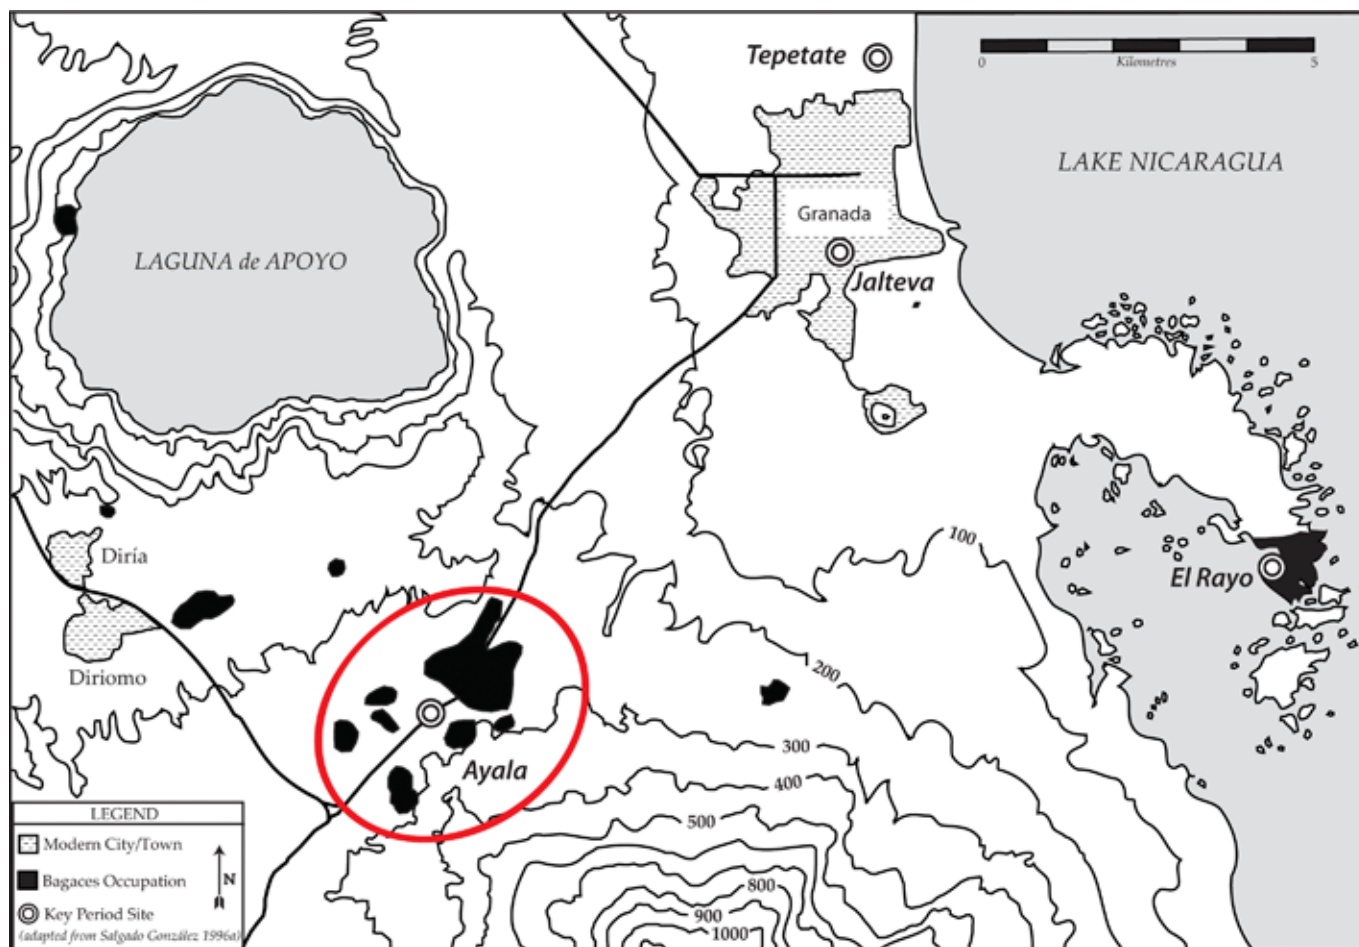 Tepetate
0
Kilometres
5
LAKE NICARAGUA
Granada
LAGUNA de APOYO
Jalteva
100
Diría
El Rayo
Diriomo
200
300
Ayala
400
500
800
900
1000
LEGEND
Modern City/Town
Bagaces Occupation
N
Key Period Site
(adapted from Salgado González 1996a)